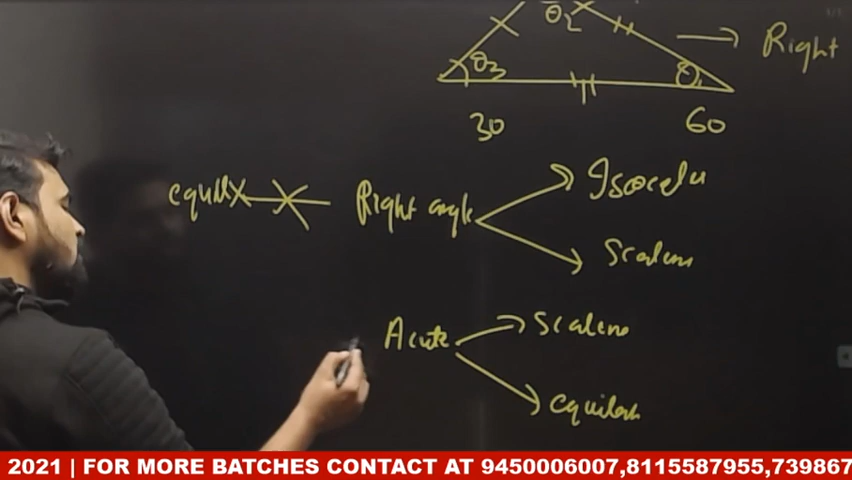 θ2
θ3
θ1
Right
30
60
equil
Right angle
Isoceles
Scalene
Acute
Scalene
equilat
2021 | FOR MORE BATCHES CONTACT AT 9450006007,8115587955,739867